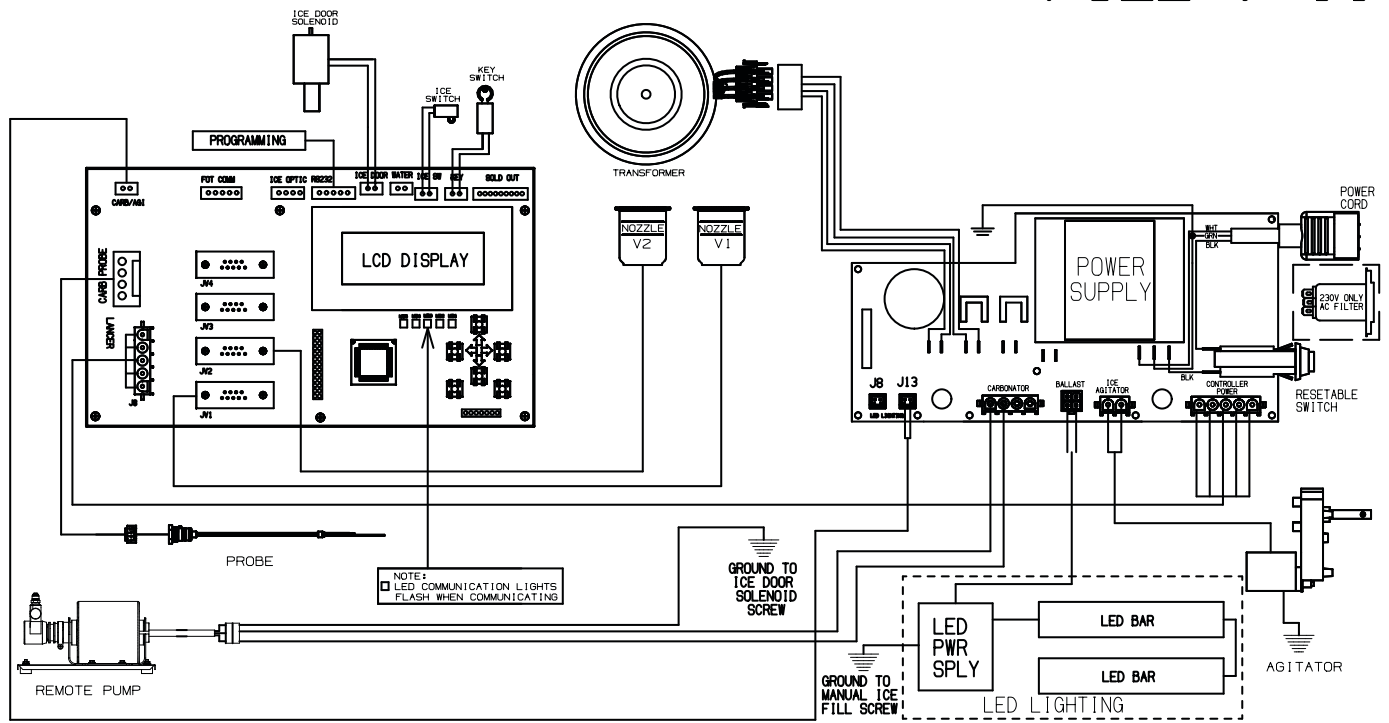 ICE DOOR
SOLENOID
KEY
SWITCH
ICE
SWITCH
PROGRAMMING
TRANSFORMER
FOT COMM
ICE OPTIC
RS232
ICE DOOR
WATER
ICE SW
KEY
SOLD OUT
CARB/AGI
CARB PROBE
LANCER
J6
LCD DISPLAY
JV4
JV3
JV2
JV1
NOZZLE
V2
NOZZLE
V1
POWER
CORD
WHT
GRN
BLK
POWER
SUPPLY
230V ONLY
AC FILTER
BLK
RESETABLE
SWITCH
J8
J13
LED LIGHTING
CARBONATOR
BALLAST
ICE
AGITATOR
CONTROLLER
POWER
PROBE
NOTE:
LED COMMUNICATION LIGHTS
FLASH WHEN COMMUNICATING
GROUND TO
ICE DOOR
SOLENOID
SCREW
REMOTE PUMP
LED
PWR
SPLY
LED BAR
LED BAR
LED LIGHTING
GROUND TO
MANUAL ICE
FILL SCREW
AGITATOR